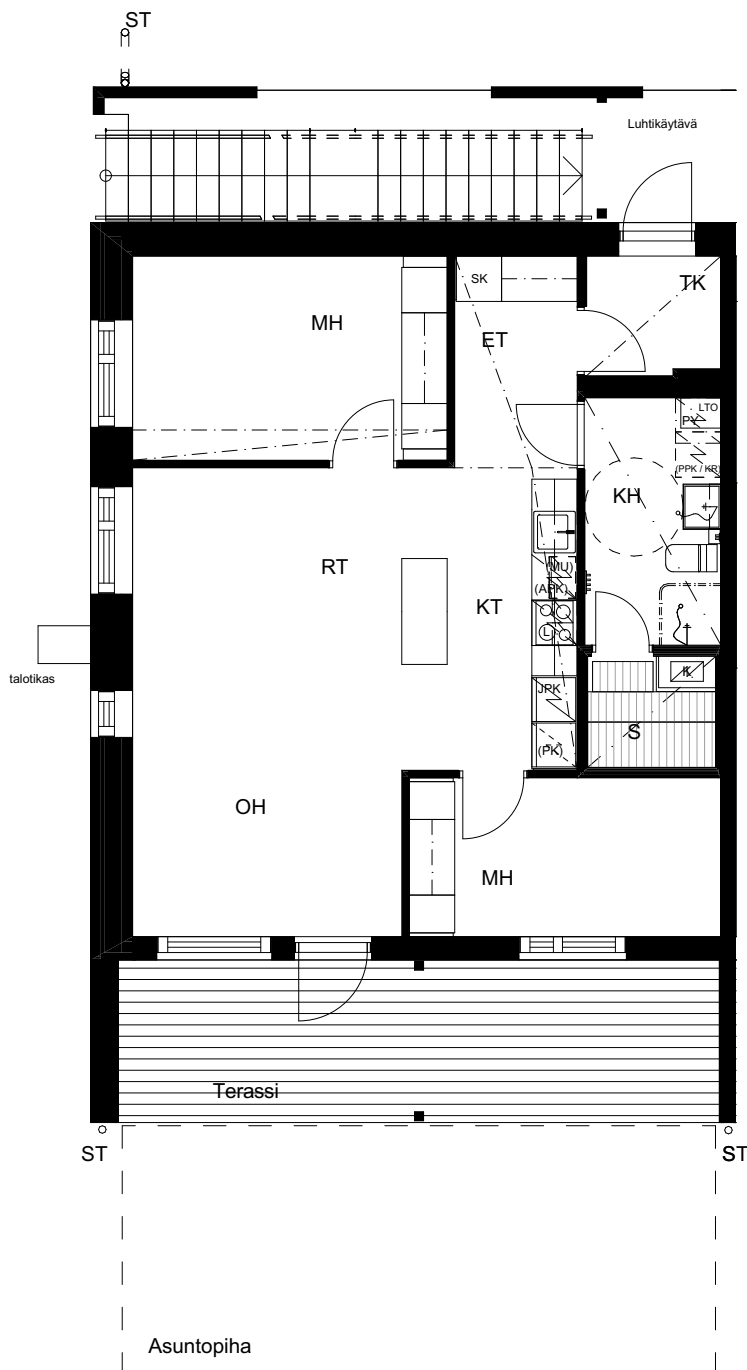 ST
Luhtikäytävä
SK
TK
MH
ET
LTO
PY
(PPK / KR)
KH
RT
(MU)
KT
(APK)
L
talotikas
K
JPK
S
(PK)
OH
MH
Terassi
ST
ST
Asuntopiha